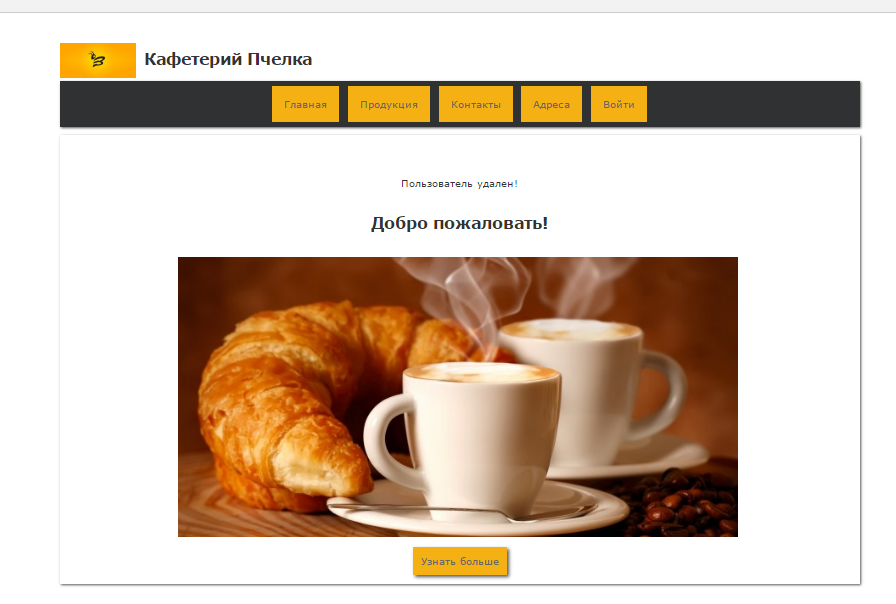 Кафетерий Пчелка
Главная
Продукция
Контакты
Адреса
Войти
Пользователь удален!
Добро пожаловать!
Узнать больше